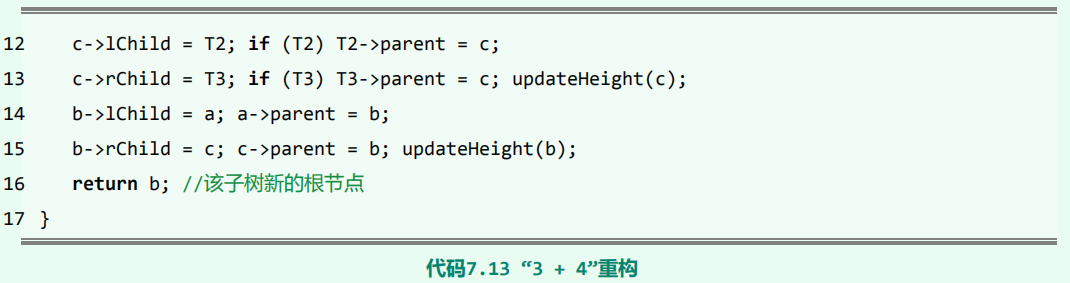 12 c->lChild = T2; if (T2) T2->parent = c;
13 c->rChild = T3; if (T3) T3->parent = c; updateHeight(c);
14 b->lChild = a; a->parent = b;
15 b->rChild = c; c->parent = b; updateHeight(b);
16 return b; //该子树新的根节点
17 }
代码7.13 “3 + 4”重构